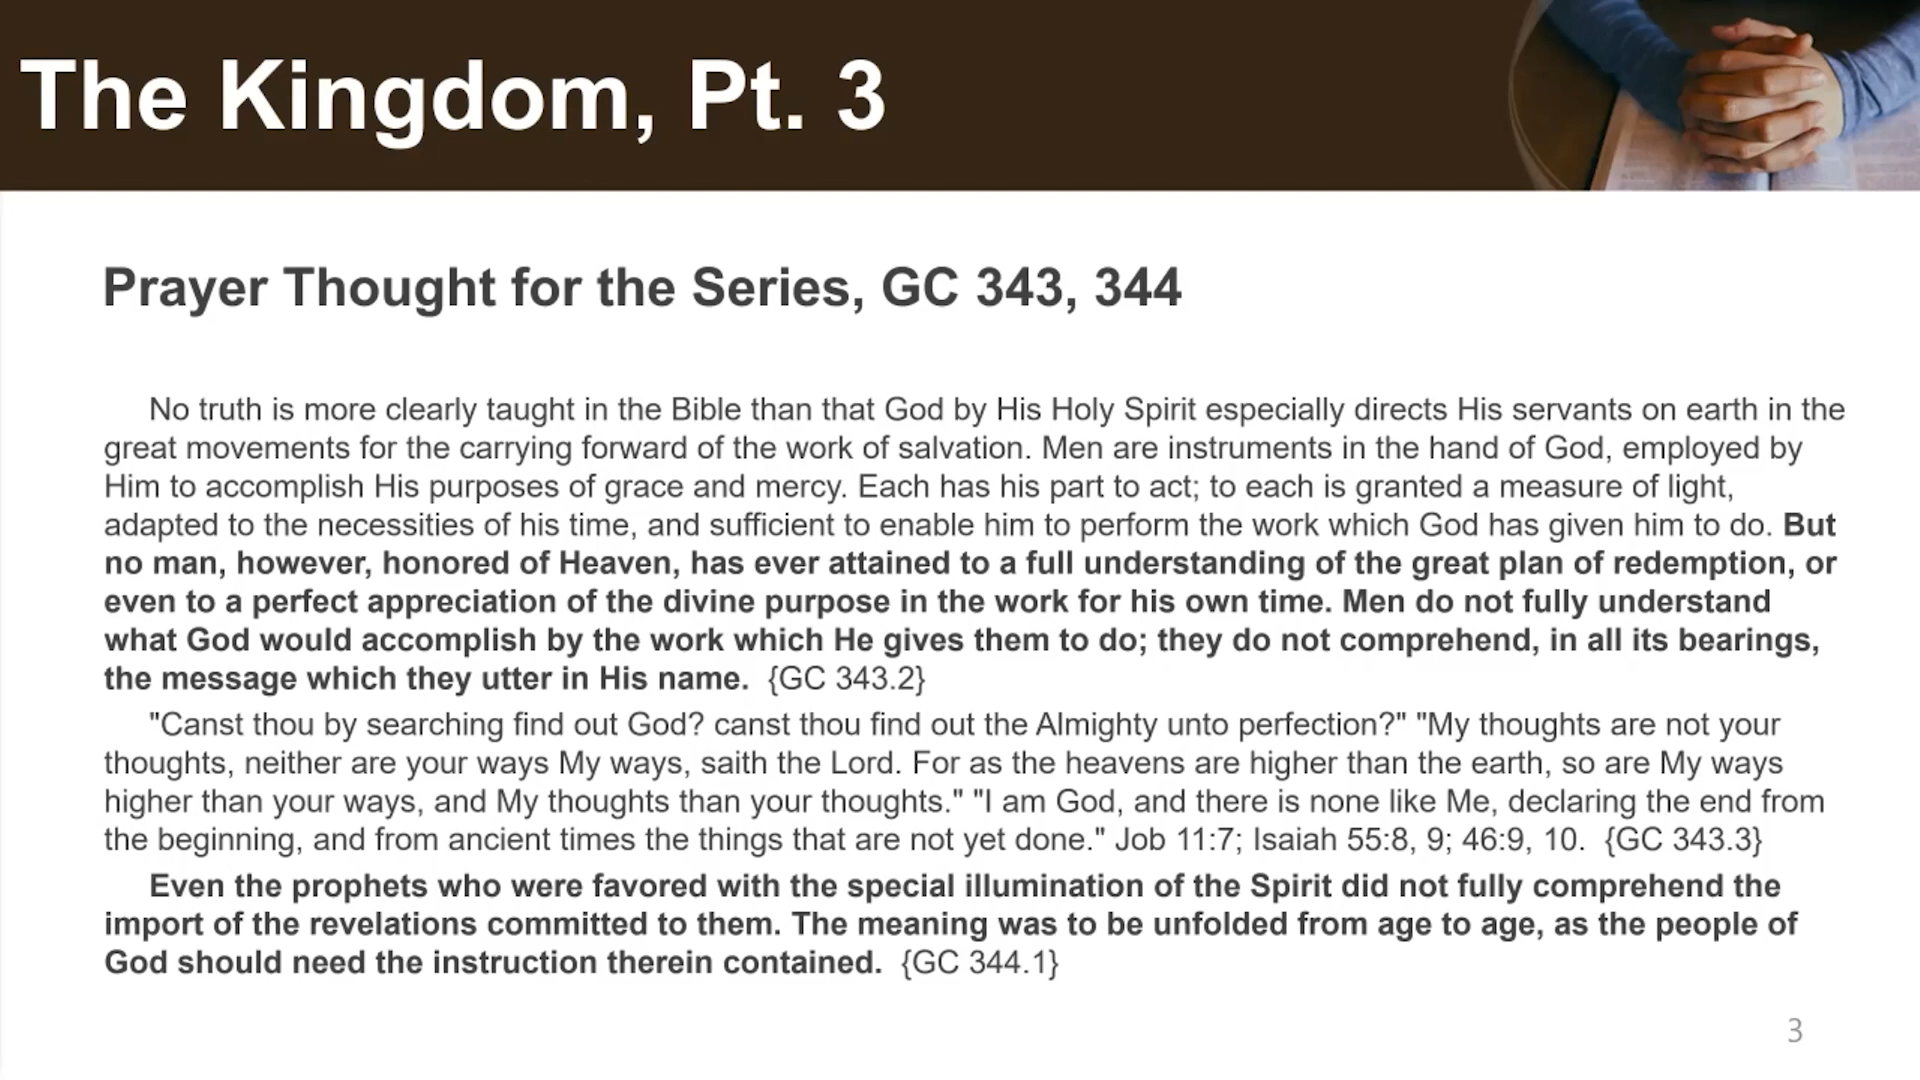 The Kingdom, Pt. 3
Prayer Thought for the Series, GC 343, 344
No truth is more clearly taught in the Bible than that God by His Holy Spirit especially directs His servants on earth in the
great movements for the carrying forward of the work of salvation. Men are instruments in the hand of God, employed by
Him to accomplish His purposes of grace and mercy. Each has his part to act; to each is granted a measure of light,
adapted to the necessities of his time, and sufficient to enable him to perform the work which God has given him to do. But
no man, however, honored of Heaven, has ever attained to a full understanding of the great plan of redemption, or
even to a perfect appreciation of the divine purpose in the work for his own time. Men do not fully understand
what God would accomplish by the work which He gives them to do; they do not comprehend, in all its bearings,
the message which they utter in His name. {GC 343.2}
"Canst thou by searching find out God? canst thou find out the Almighty unto perfection?" "My thoughts are not your
thoughts, neither are your ways My ways, saith the Lord. For as the heavens are higher than the earth, so are My ways
higher than your ways, and My thoughts than your thoughts." "I am God, and there is none like Me, declaring the end from
the beginning, and from ancient times the things that are not yet done." Job 11:7; Isaiah 55:8, 9; 46:9, 10. {GC 343.3}
Even the prophets who were favored with the special illumination of the Spirit did not fully comprehend the
import of the revelations committed to them. The meaning was to be unfolded from age to age, as the people of
God should need the instruction therein contained. {GC 344.1}
3